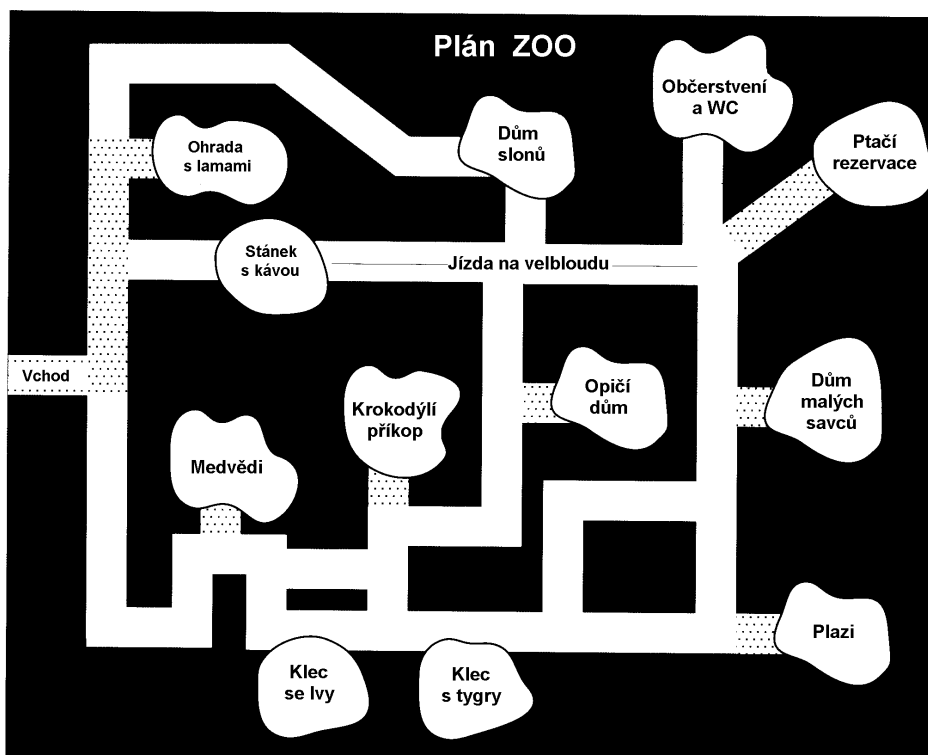 Plán ZOO
Občerstvení
a WC
Dům
slonů
Ptačí
rezervace
Ohrada
s lamami
Stánek
s kávou
Jízda na velbloudu
Vchod
Opičí
dům
Dům
malých
savců
Krokodýlí
příkop
Medvědi
Plazi
Klec
se lvy
Klec
s tygry